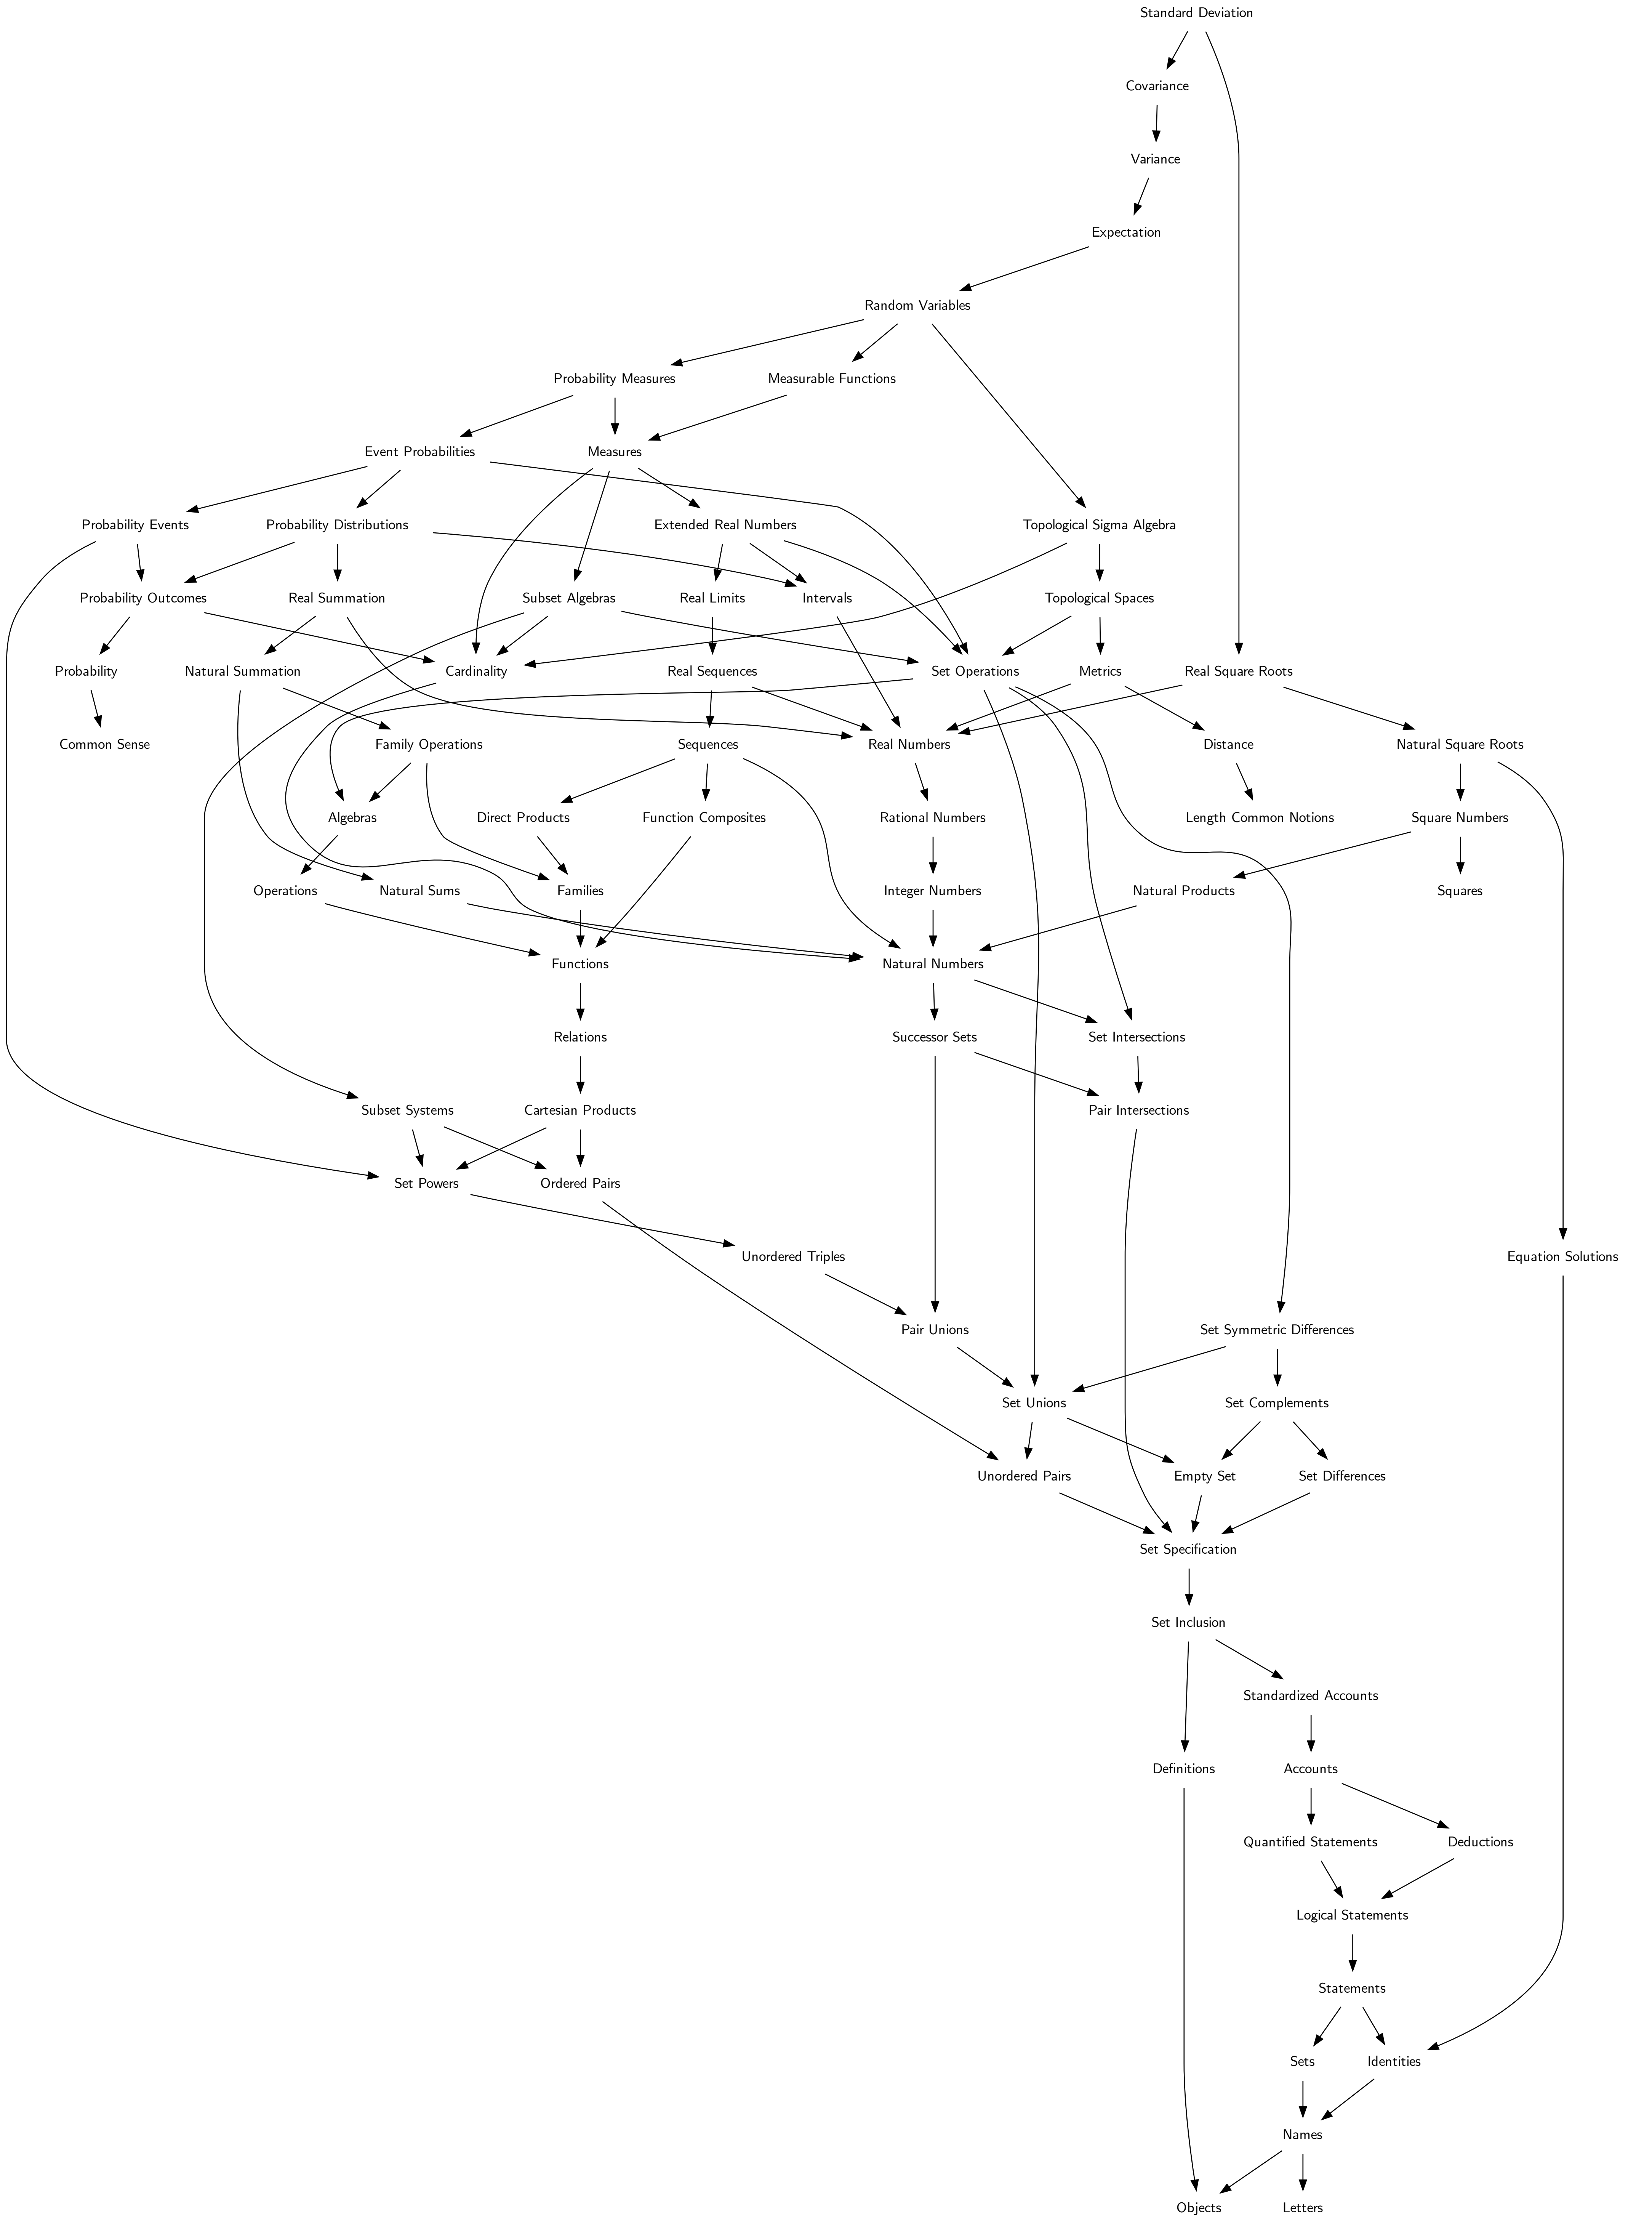 Standard Deviation
Covariance
Variance
Expectation
Random Variables
Probability Measures
Measurable Functions
Event Probabilities
Measures
Probability Events
Probability Distributions
Extended Real Numbers
Topological Sigma Algebra
Probability Outcomes
Real Summation
Subset Algebras
Real Limits
Intervals
Topological Spaces
Probability
Natural Summation
Cardinality
Real Sequences
Set Operations
Metrics
Real Square Roots
Common Sense
Family Operations
Sequences
Real Numbers
Distance
Natural Square Roots
Algebras
Direct Products
Function Composites
Rational Numbers
Length Common Notions
Square Numbers
Operations
Natural Sums
Families
Integer Numbers
Natural Products
Squares
Functions
Natural Numbers
Relations
Successor Sets
Set Intersections
Subset Systems
Cartesian Products
Pair Intersections
Set Powers
Ordered Pairs
Unordered Triples
Equation Solutions
Pair Unions
Set Symmetric Differences
Set Unions
Set Complements
Unordered Pairs
Empty Set
Set Differences
Set Specification
Set Inclusion
Standardized Accounts
Definitions
Accounts
Quantified Statements
Deductions
Logical Statements
Statements
Sets
Identities
Names
Objects
Letters